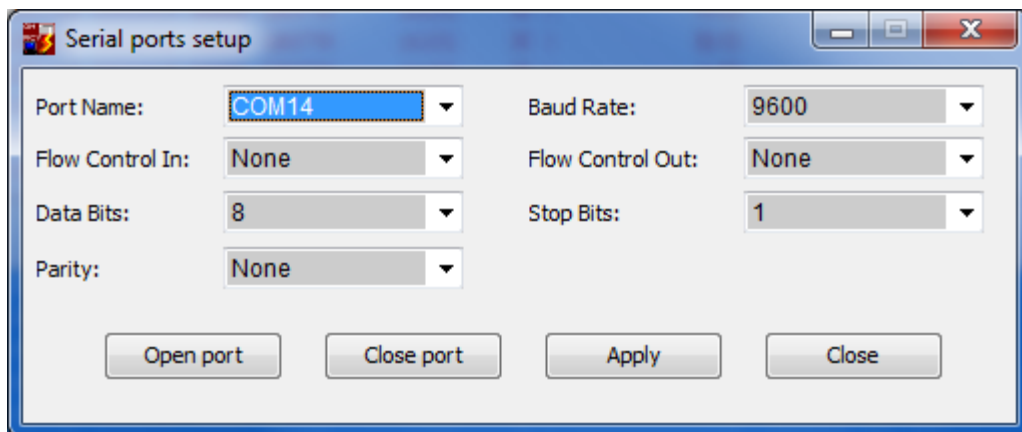 Serial ports setup
Port Name: COM14 Baud Rate: 9600
Flow Control In: None Flow Control Out: None
Data Bits: 8 Stop Bits: 1
Parity: None
Open port Close port Apply Close